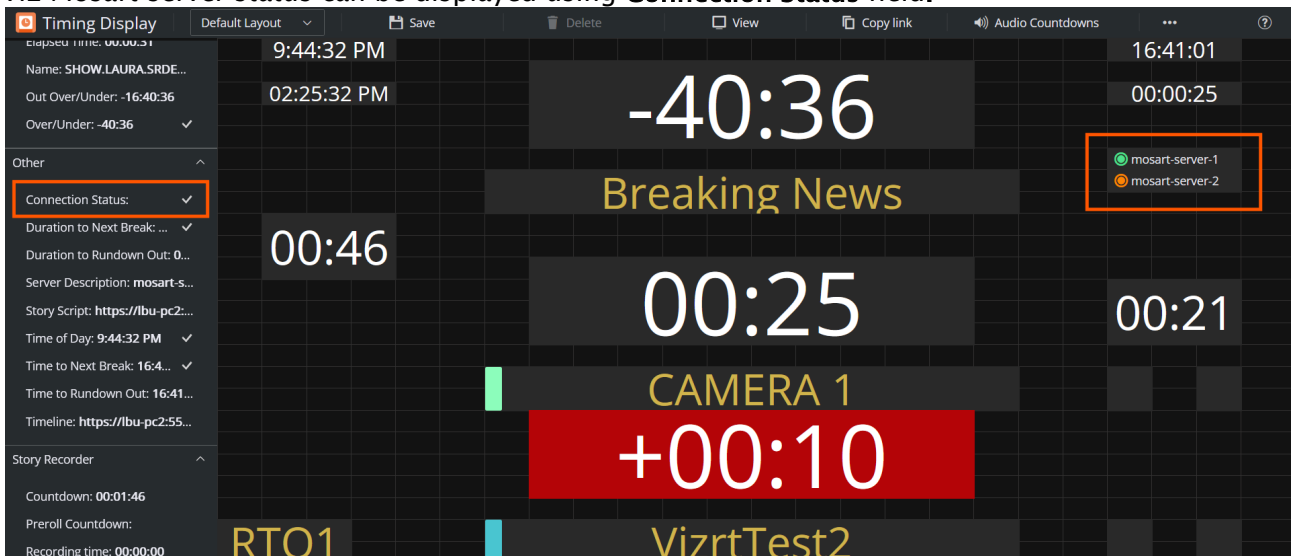 Timing Display
Default Layout
Save
Delete
View
Copy link
Audio Countdowns
Elapsed Time: 00:00:31
Name: SHOW.LAURA.SRDE...
Out Over/Under: -16:40:36
Over/Under: -40:36
Other
Connection Status:
Duration to Next Break: ...
Duration to Rundown Out: 0...
Server Description: mosart-s...
Story Script: https://lbu-pc2:...
Time of Day: 9:44:32 PM
Time to Next Break: 16:4...
Time to Rundown Out: 16:41...
Timeline: https://lbu-pc2:55...
Story Recorder
Countdown: 00:01:46
Preroll Countdown:
Recording time: 00:00:00
9:44:32 PM
02:25:32 PM
00:46
RTO1
-40:36
Breaking News
00:25
CAMERA 1
+00:10
VizrtTest2
16:41:01
00:00:25
mosart-server-1
mosart-server-2
00:21